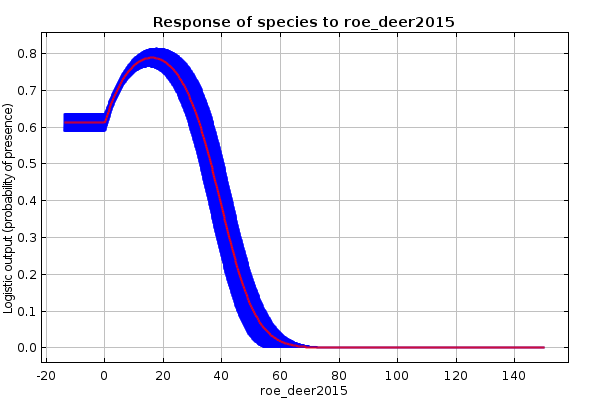 Response of species to roe_deer2015
Logistic output (probability of presence)
0.8
0.7
0.6
0.5
0.4
0.3
0.2
0.1
0.0
-20 0 20 40 60 80 100 120 140
roe_deer2015